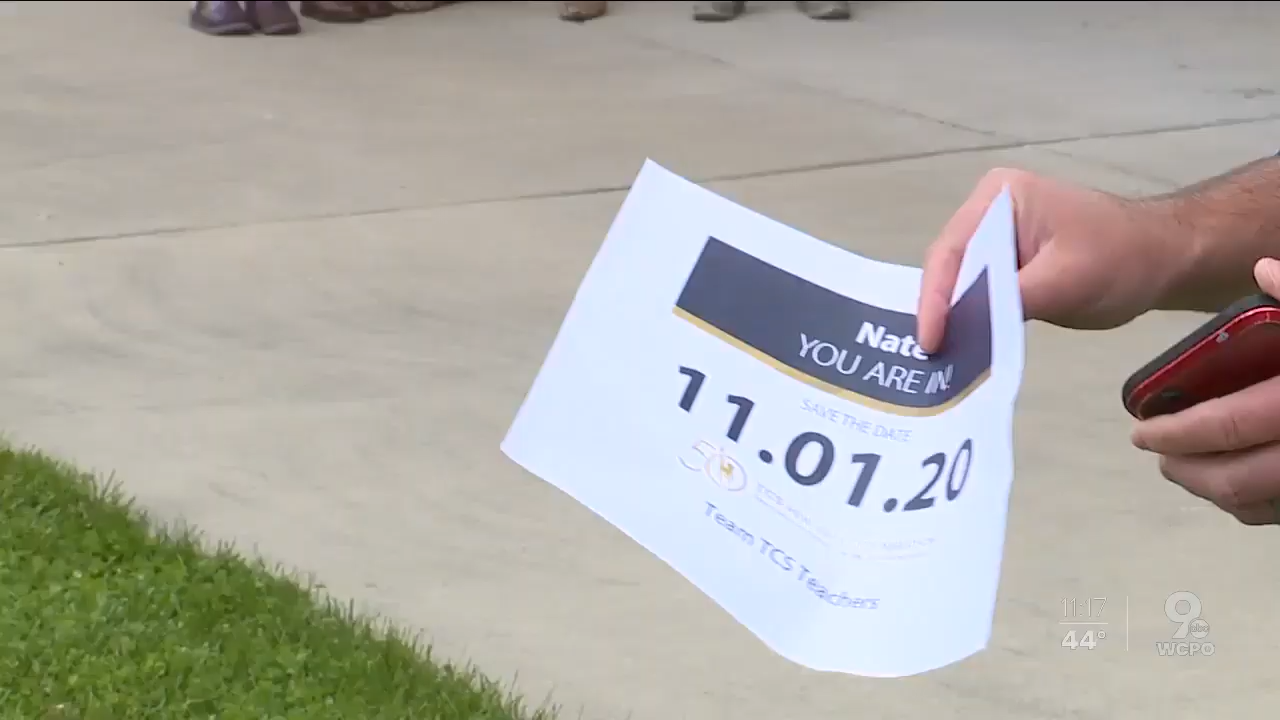 Nate
YOU ARE IN!
SAVE THE DATE
11.01.20
50
Team TCS Teachers
11:17
44°
9
abc
WCPO